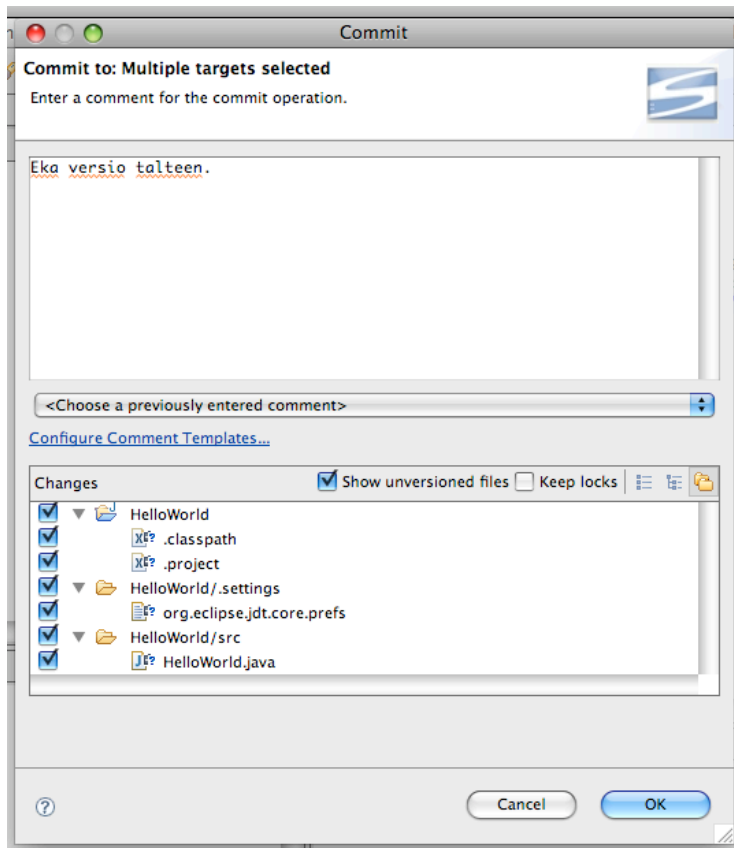 Commit
Commit to: Multiple targets selected
Enter a comment for the commit operation.
Eka versio talteen.
<Choose a previously entered comment>
Configure Comment Templates...
Changes Show unversioned files Keep locks
HelloWorld
.classpath
.project
HelloWorld/.settings
org.eclipse.jdt.core.prefs
HelloWorld/src
HelloWorld.java
? Cancel OK